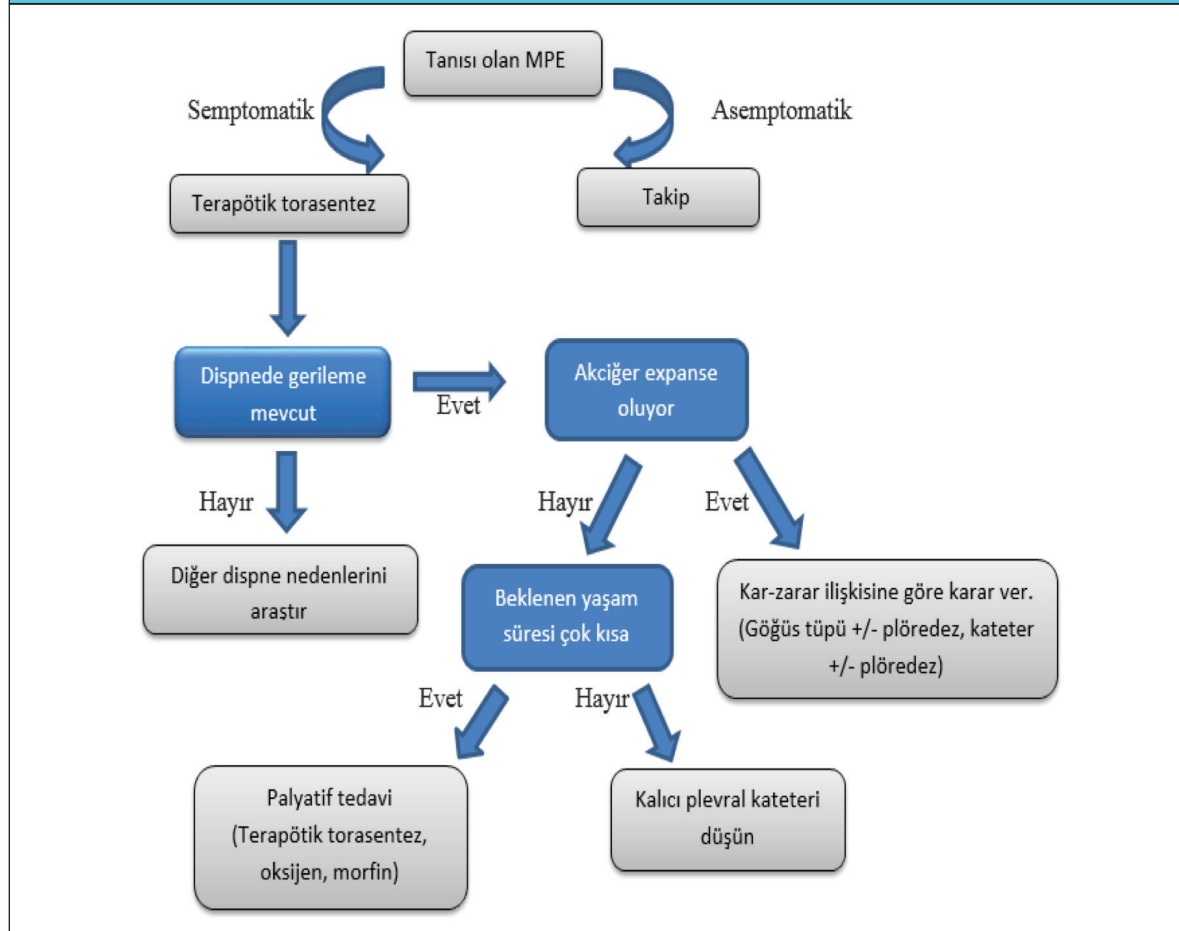 Tanısı olan MPE
Semptomatik
Asemptomatik
Terapötik torasentez
Takip
Dispnede gerileme
mevcut
Evet
Akciğer expanse
oluyor
Hayır
Hayır
Evet
Diğer dispne nedenlerini
araştır
Beklenen yaşam
süresi çok kısa
Kar-zarar ilişkisine göre karar ver.
(Göğüs tüpü +/- plöredez, kateter
+/- plöredez)
Evet
Hayır
Palyatif tedavi
(Terapötik torasentez,
oksijen, morfin)
Kalıcı plevral kateteri
düşün